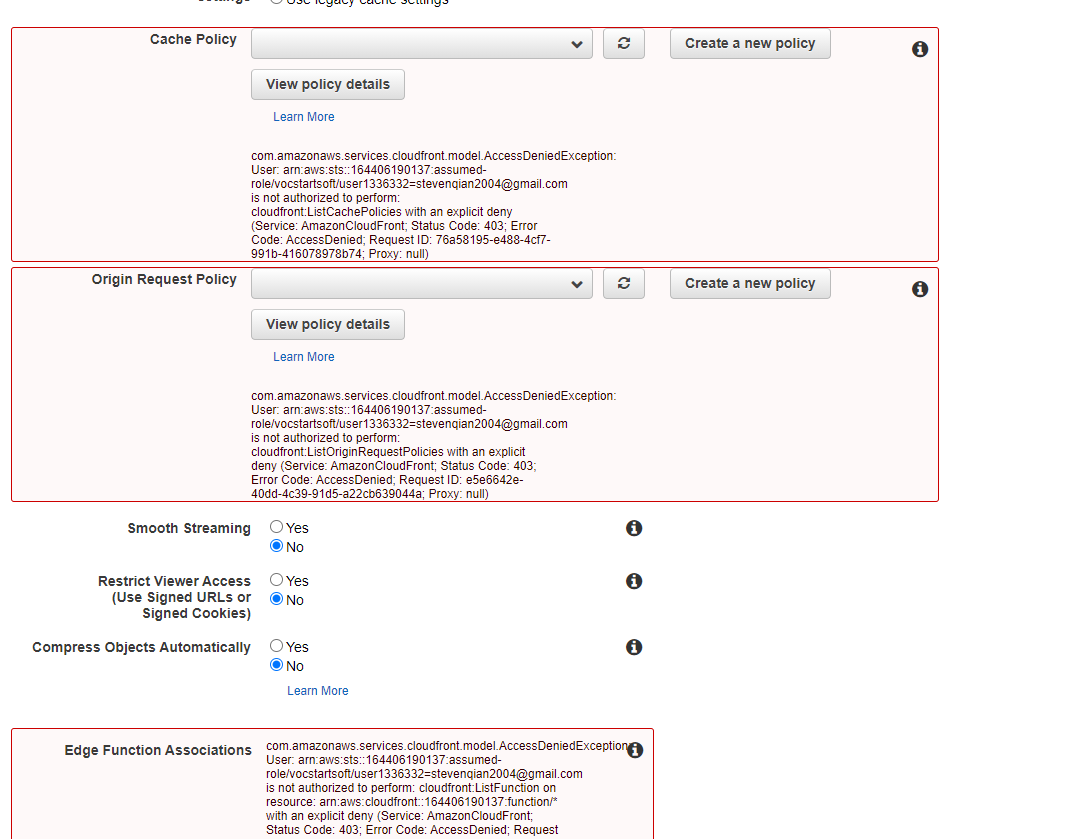 Use legacy cache settings
Cache Policy
Create a new policy
View policy details
Learn More
com.amazonaws.services.cloudfront.model.AccessDeniedException:
User: arn:aws:sts::164406190137:assumed-
role/vocstartsoft/user1336332=stevenqian2004@gmail.com
is not authorized to perform:
cloudfront:ListCachePolicies with an explicit deny
(Service: AmazonCloudFront; Status Code: 403; Error
Code: AccessDenied; Request ID: 76a58195-e488-4cf7-
991b-416078978b74; Proxy: null)
Origin Request Policy
Create a new policy
View policy details
Learn More
com.amazonaws.services.cloudfront.model.AccessDeniedException:
User: arn:aws:sts::164406190137:assumed-
role/vocstartsoft/user1336332=stevenqian2004@gmail.com
is not authorized to perform:
cloudfront:ListOriginRequestPolicies with an explicit
deny (Service: AmazonCloudFront; Status Code: 403;
Error Code: AccessDenied; Request ID: e5e6642e-
40dd-4c39-91d5-a22cb639044a; Proxy: null)
Smooth Streaming
Yes
No
Restrict Viewer Access
(Use Signed URLs or
Signed Cookies)
Yes
No
Compress Objects Automatically
Yes
No
Learn More
Edge Function Associations
com.amazonaws.services.cloudfront.model.AccessDeniedException
User: arn:aws:sts::164406190137:assumed-
role/vocstartsoft/user1336332=stevenqian2004@gmail.com
is not authorized to perform: cloudfront:ListFunction on
resource: arn:aws:cloudfront::164406190137:function/*
with an explicit deny (Service: AmazonCloudFront;
Status Code: 403; Error Code: AccessDenied; Request